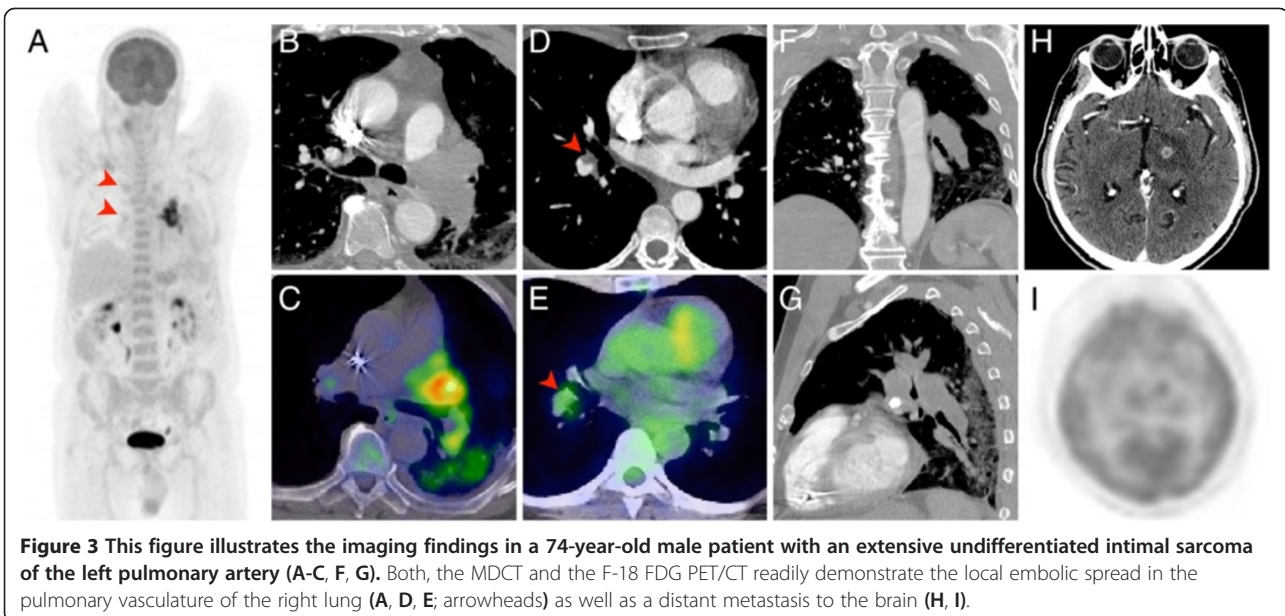 A
B
D
F
H
C
E
G
I
Figure 3 This figure illustrates the imaging findings in a 74-year-old male patient with an extensive undifferentiated intimal sarcoma
of the left pulmonary artery (A-C, F, G). Both, the MDCT and the F-18 FDG PET/CT readily demonstrate the local embolic spread in the
pulmonary vasculature of the right lung (A, D, E; arrowheads) as well as a distant metastasis to the brain (H, I).